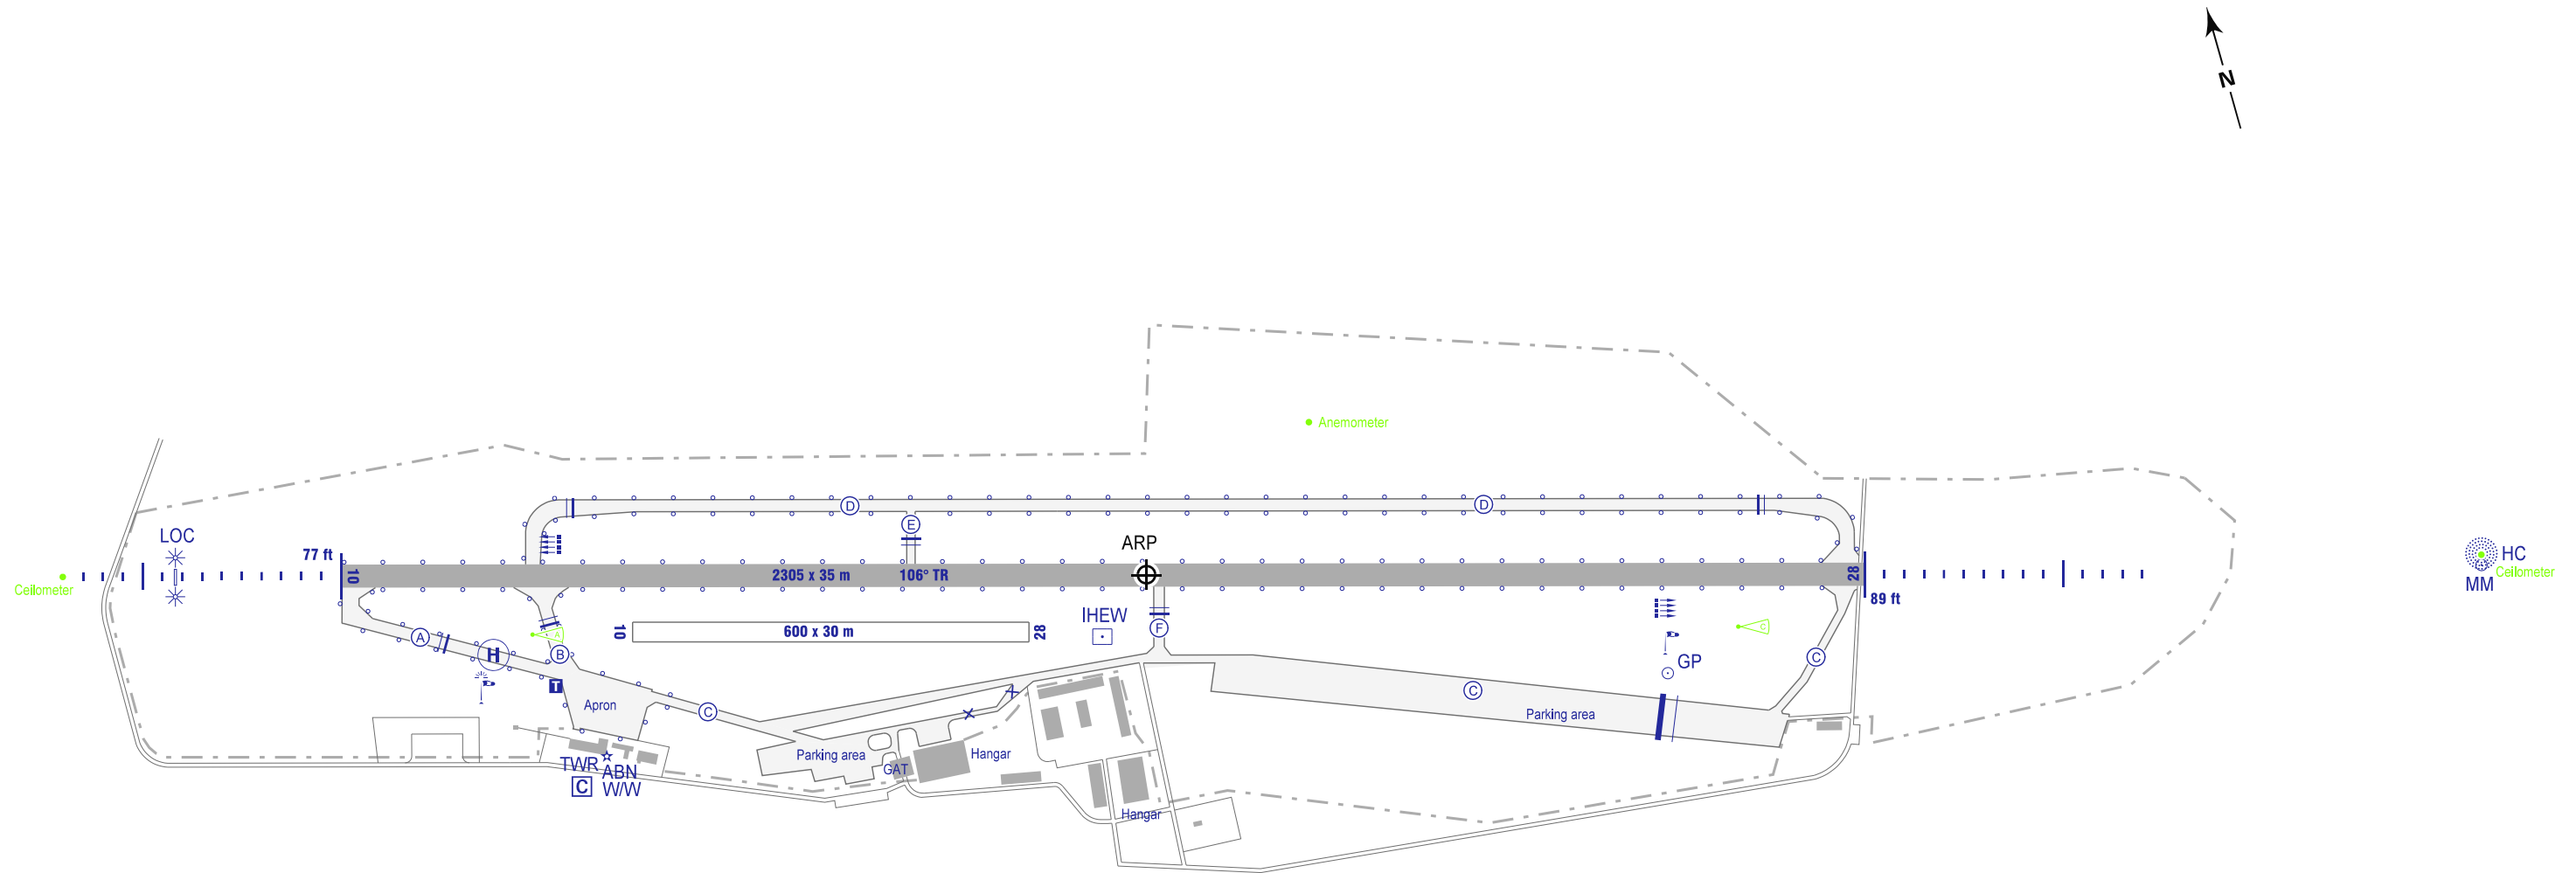 N
Anemometer
D
D
E
LOC
ARP
77 ft
HC
Ceilometer
MM
10
2305 x 35 m
106° TR
28
Ceilometer
89 ft
IHEW
10
600 x 30 m
28
F
A
A
C
H
B
GP
C
T
C
Apron
C
Parking area
Parking area
Hangar
GAT
TWR
ABN
C
W/W
Hangar